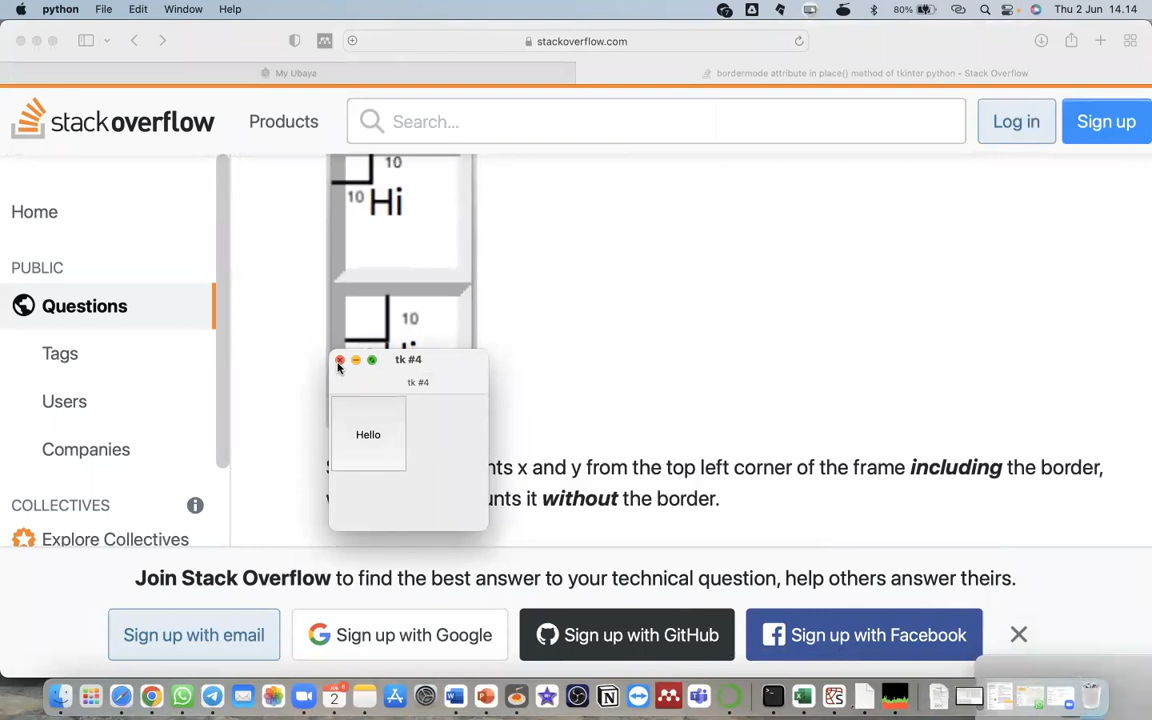 python File Edit Window Help 80% Thu 2 Jun 14.14
stackoverflow.com
My Ubaya bordermode attribute in place() method of tkinter python - Stack Overflow
stackoverflow Products Search... Log in Sign up
10
10 Hi
Home
PUBLIC
Questions
10
Tags
tk #4
tk #4
Users
Hello
Companies
nts x and y from the top left corner of the frame including the border,
unts it without the border.
COLLECTIVES
Explore Collectives
Join Stack Overflow to find the best answer to your technical question, help others answer theirs.
Sign up with email Sign up with Google Sign up with GitHub Sign up with Facebook
2